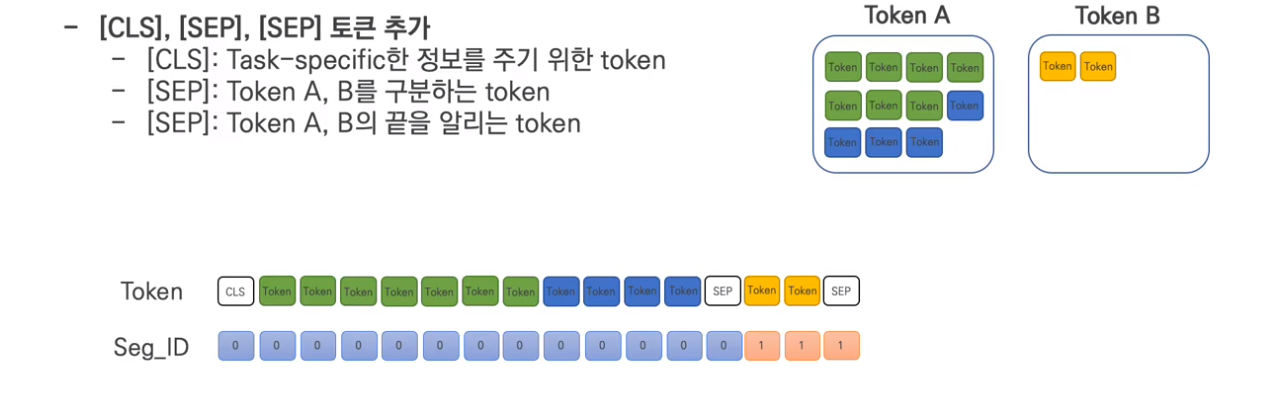 - [CLS], [SEP], [SEP] 토큰 추가
- [CLS]: Task-specific한 정보를 주기 위한 token
- [SEP]: Token A, B를 구분하는 token
- [SEP]: Token A, B의 끝을 알리는 token
Token A
Token Token Token Token
Token Token Token Token
Token Token Token
Token B
Token Token
Token CLS Token Token Token Token Token Token Token Token Token Token Token SEP Token Token SEP
Seg_ID 0 0 0 0 0 0 0 0 0 0 0 0 0 1 1 1